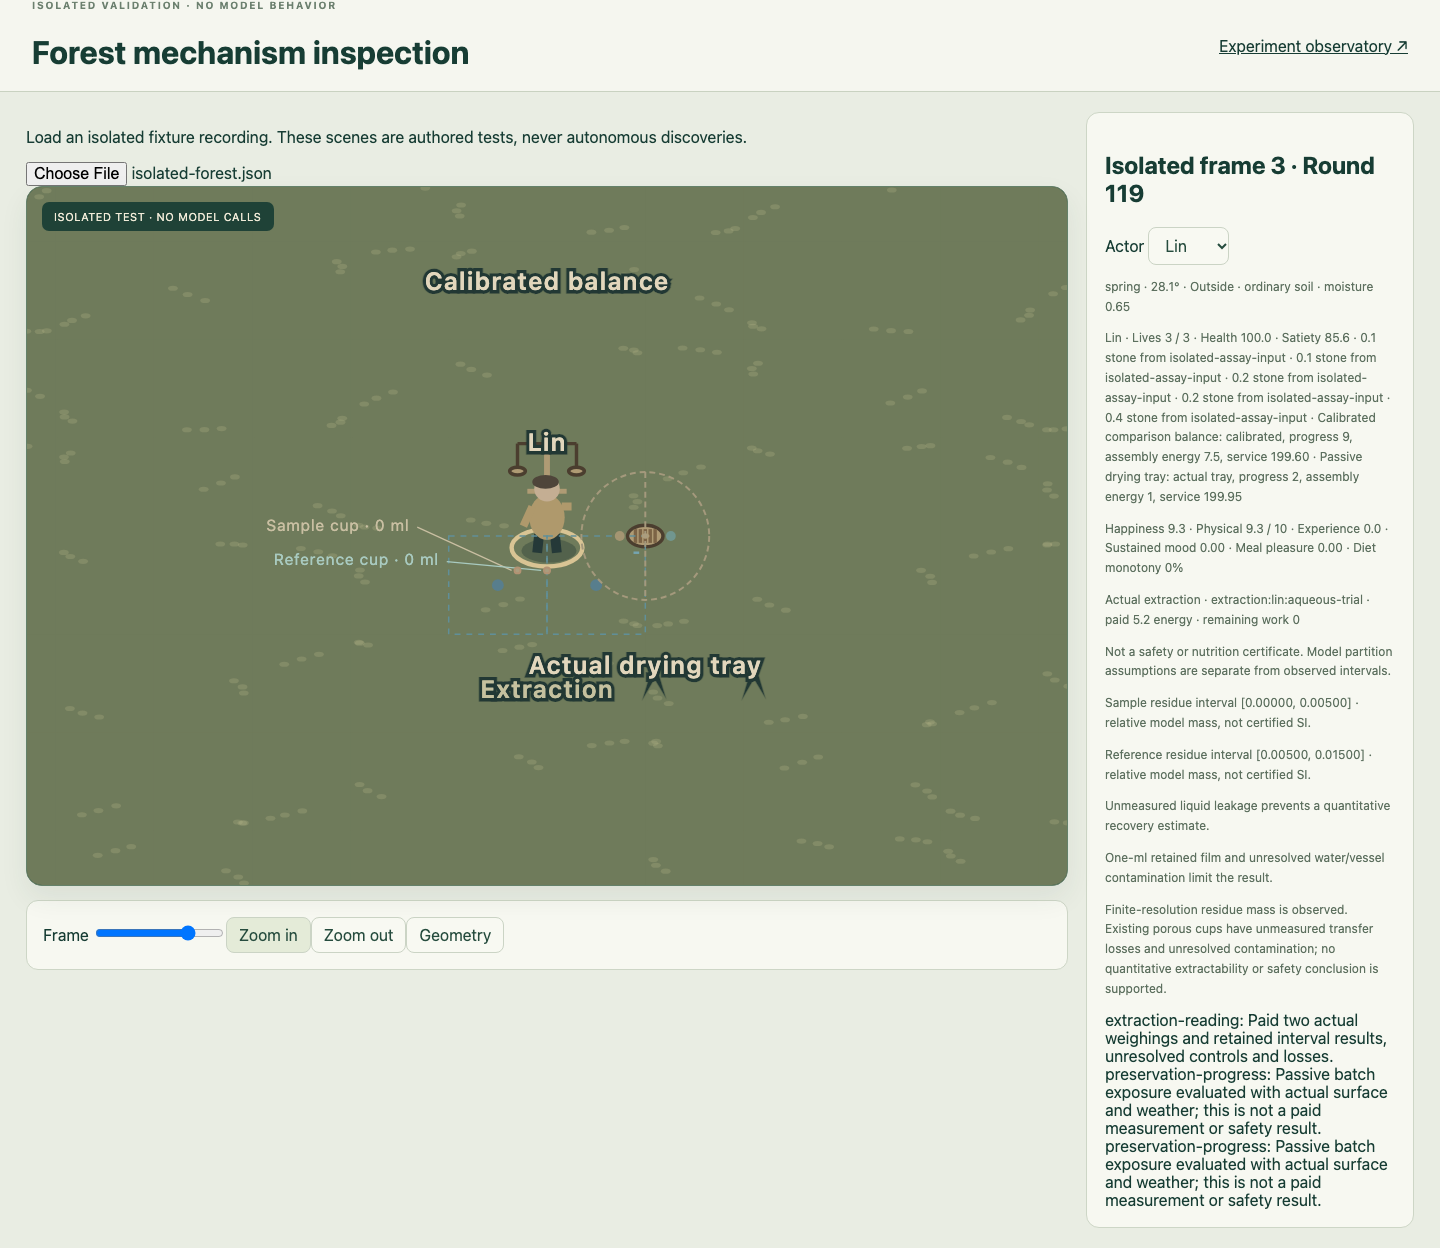 ISOLATED VALIDATION · NO MODEL BEHAVIOR
Forest mechanism inspection
Experiment observatory ↗
Load an isolated fixture recording. These scenes are authored tests, never autonomous discoveries.
Choose File isolated-forest.json
ISOLATED TEST · NO MODEL CALLS
Calibrated balance
Lin
Sample cup · 0 ml
Reference cup · 0 ml
Actual drying tray
Extraction
Frame
Zoom in
Zoom out
Geometry
Isolated frame 3 · Round
119
Actor Lin
spring · 28.1° · Outside · ordinary soil · moisture
0.65
Lin · Lives 3 / 3 · Health 100.0 · Satiety 85.6 · 0.1
stone from isolated-assay-input · 0.1 stone from
isolated-assay-input · 0.2 stone from isolated-
assay-input · 0.2 stone from isolated-assay-input ·
0.4 stone from isolated-assay-input · Calibrated
comparison balance: calibrated, progress 9,
assembly energy 7.5, service 199.60 · Passive
drying tray: actual tray, progress 2, assembly
energy 1, service 199.95
Happiness 9.3 · Physical 9.3 / 10 · Experience 0.0 ·
Sustained mood 0.00 · Meal pleasure 0.00 · Diet
monotony 0%
Actual extraction · extraction:lin:aqueous-trial ·
paid 5.2 energy · remaining work 0
Not a safety or nutrition certificate. Model partition
assumptions are separate from observed intervals.
Sample residue interval [0.00000, 0.00500] ·
relative model mass, not certified SI.
Reference residue interval [0.00500, 0.01500] ·
relative model mass, not certified SI.
Unmeasured liquid leakage prevents a quantitative
recovery estimate.
One-ml retained film and unresolved water/vessel
contamination limit the result.
Finite-resolution residue mass is observed.
Existing porous cups have unmeasured transfer
losses and unresolved contamination; no
quantitative extractability or safety conclusion is
supported.
extraction-reading: Paid two actual
weighings and retained interval results,
unresolved controls and losses.
preservation-progress: Passive batch
exposure evaluated with actual surface
and weather; this is not a paid
measurement or safety result.
preservation-progress: Passive batch
exposure evaluated with actual surface
and weather; this is not a paid
measurement or safety result.